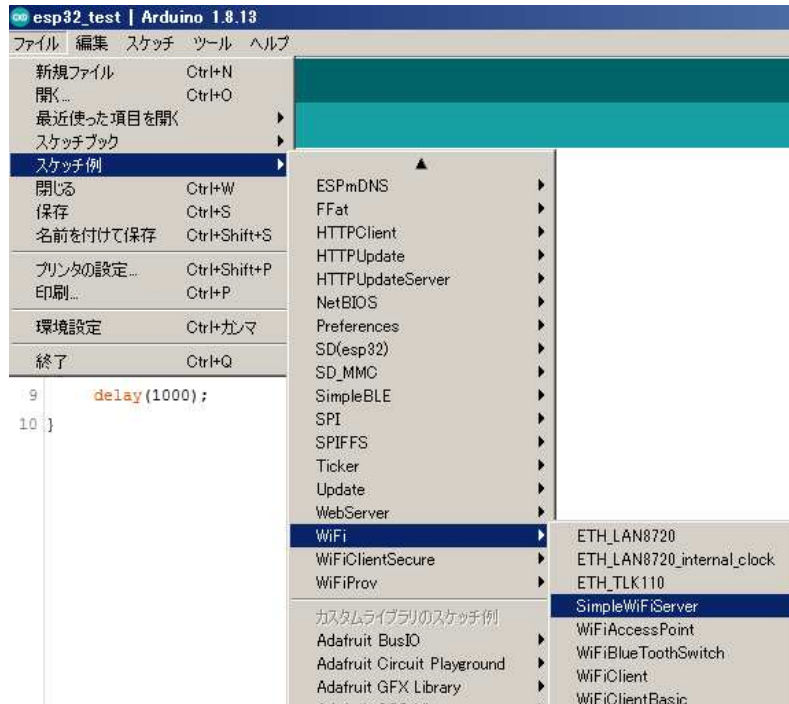 esp32_test | Arduino 1.8.13
ファイル 編集 スケッチ ツール ヘルプ
新規ファイル Ctrl+N
開く... Ctrl+O
最近使った項目を開く
スケッチブック
スケッチ例
閉じる Ctrl+W
保存 Ctrl+S
名前を付けて保存 Ctrl+Shift+S
プリンタの設定... Ctrl+Shift+P
印刷... Ctrl+P
環境設定 Ctrl+カンマ
終了 Ctrl+Q
9 delay(1000);
10 }
ESPmDNS
FFat
HTTPClient
HTTPUpdate
HTTPUpdateServer
NetBIOS
Preferences
SD(esp32)
SD_MMC
SimpleBLE
SPI
SPIFFS
Ticker
Update
WebServer
WiFi
WiFiClientSecure
WiFiProv
カスタムライブラリのスケッチ例
Adafruit BusIO
Adafruit Circuit Playground
Adafruit GFX Library
ETH_LAN8720
ETH_LAN8720_internal_clock
ETH_TLK110
SimpleWiFiServer
WiFiAccessPoint
WiFiBlueToothSwitch
WiFiClient
WiFiClientBasic